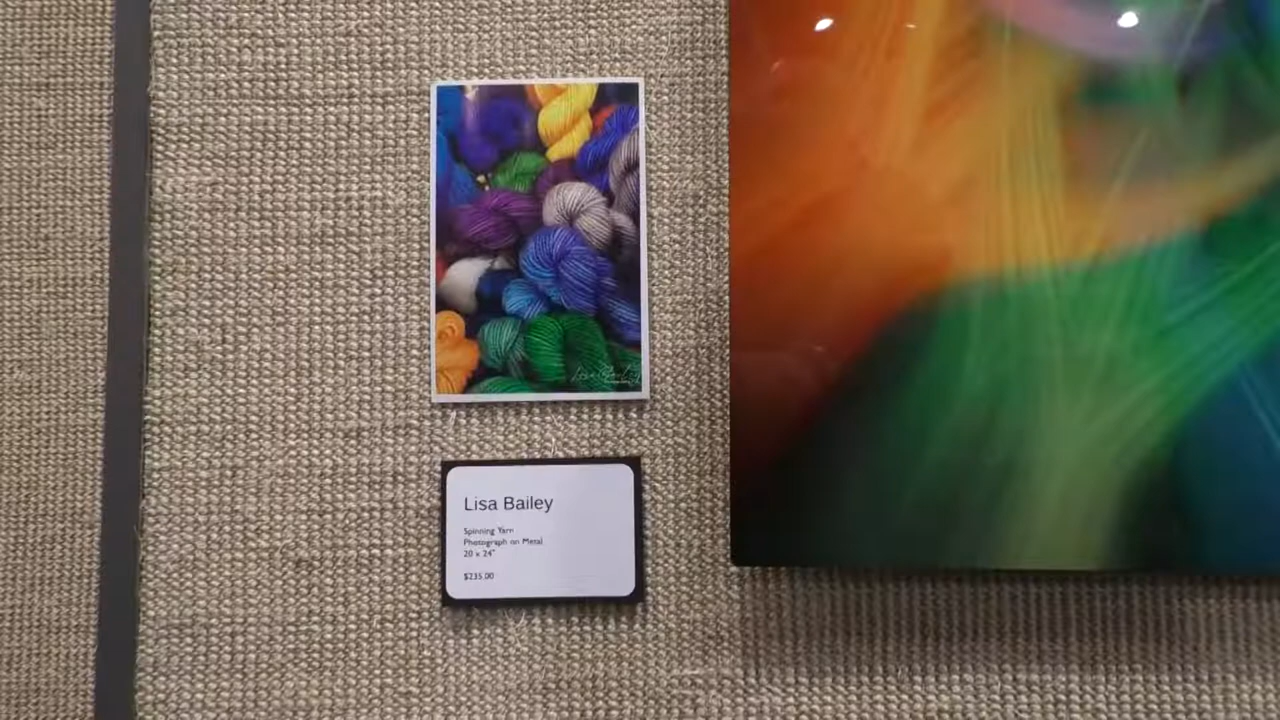 Lisa Bailey
Spinning Yarn
Photograph on Metal
20 x 24"
$235.00